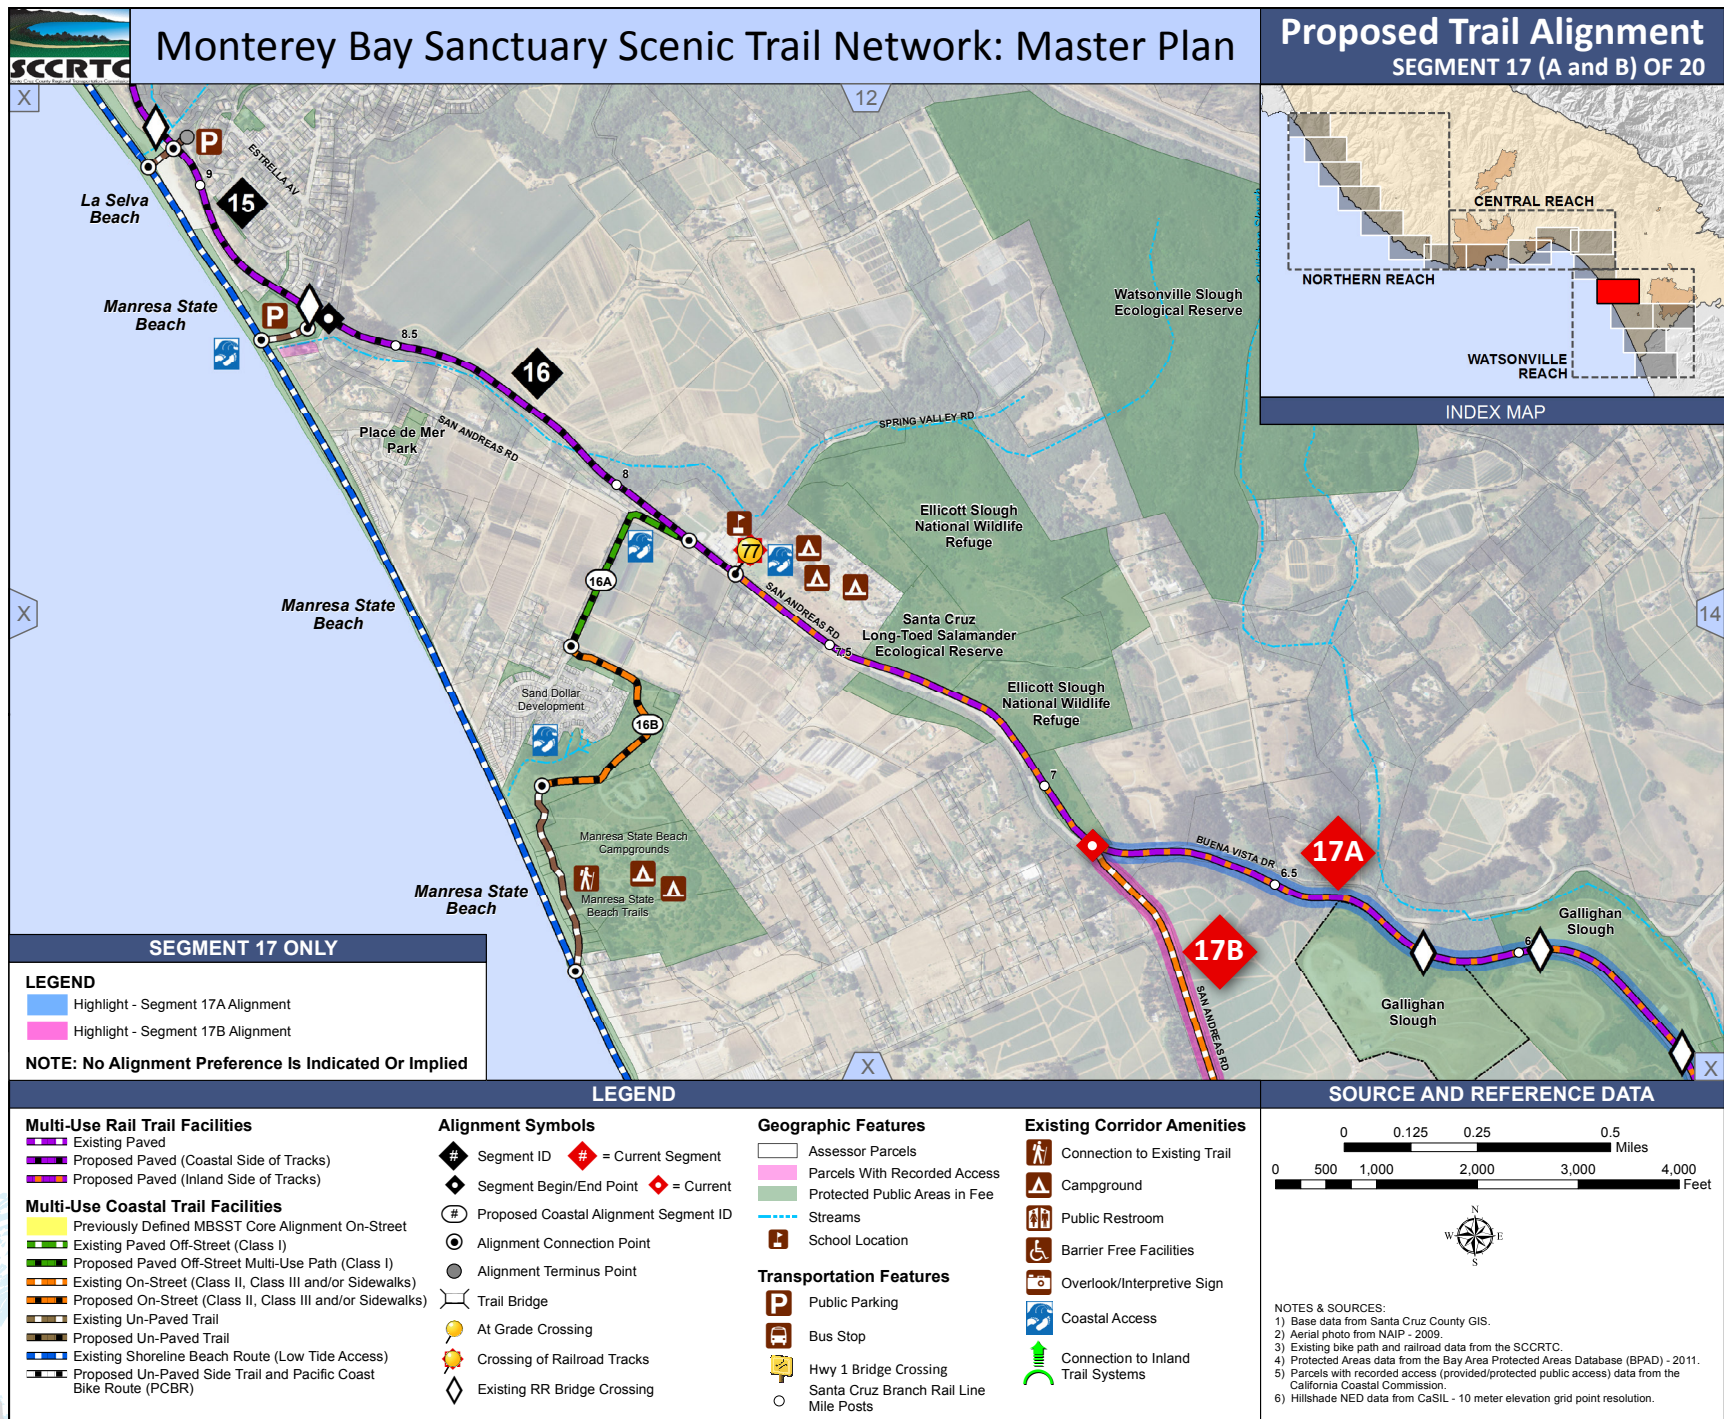 SCCRTC
Monterey Bay Sanctuary Scenic Trail Network: Master Plan
Proposed Trail Alignment
SEGMENT 17 (A and B) OF 20
X
12
ESTRELLA AV
P
9
15
La Selva
Beach
Manresa State
Beach
P
8.5
16
Place de Mer
Park
SAN ANDREAS RD
8
SPRING VALLEY RD
Watsonville Slough
Ecological Reserve
CENTRAL REACH
NORTHERN REACH
WATSONVILLE
REACH
INDEX MAP
Ellicott Slough
National Wildlife
Refuge
77
16A
X
14
Manresa State
Beach
SAN ANDREAS RD
7.5
Santa Cruz
Long-Toed Salamander
Ecological Reserve
Ellicott Slough
National Wildlife
Refuge
Sand Dollar
Development
16B
7
Manresa State Beach
Campgrounds
Manresa State
Beach Trails
Manresa State
Beach
BUENA VISTA DR
17A
6.5
17B
6
SAN ANDREAS RD
Gallighan
Slough
Gallighan
Slough
X
X
SEGMENT 17 ONLY
LEGEND
Highlight - Segment 17A Alignment
Highlight - Segment 17B Alignment
NOTE: No Alignment Preference Is Indicated Or Implied
LEGEND
Multi-Use Rail Trail Facilities
Existing Paved
Proposed Paved (Coastal Side of Tracks)
Proposed Paved (Inland Side of Tracks)
Multi-Use Coastal Trail Facilities
Previously Defined MBSST Core Alignment On-Street
Existing Paved Off-Street (Class I)
Proposed Paved Off-Street Multi-Use Path (Class I)
Existing On-Street (Class II, Class III and/or Sidewalks)
Proposed On-Street (Class II, Class III and/or Sidewalks)
Existing Un-Paved Trail
Proposed Un-Paved Trail
Existing Shoreline Beach Route (Low Tide Access)
Proposed Un-Paved Side Trail and Pacific Coast
Bike Route (PCBR)
Alignment Symbols
# Segment ID # = Current Segment
Segment Begin/End Point = Current
# Proposed Coastal Alignment Segment ID
Alignment Connection Point
Alignment Terminus Point
Trail Bridge
At Grade Crossing
Crossing of Railroad Tracks
Existing RR Bridge Crossing
Geographic Features
Assessor Parcels
Parcels With Recorded Access
Protected Public Areas in Fee
Streams
School Location
Transportation Features
P Public Parking
Bus Stop
Hwy 1 Bridge Crossing
Santa Cruz Branch Rail Line
Mile Posts
Existing Corridor Amenities
Connection to Existing Trail
Campground
Public Restroom
Barrier Free Facilities
Overlook/Interpretive Sign
Coastal Access
Connection to Inland
Trail Systems
SOURCE AND REFERENCE DATA
0 0.125 0.25 0.5
Miles
0 500 1,000 2,000 3,000 4,000
Feet
N
W E
S
NOTES & SOURCES:
1) Base data from Santa Cruz County GIS.
2) Aerial photo from NAIP - 2009.
3) Existing bike path and railroad data from the SCCRTC.
4) Protected Areas data from the Bay Area Protected Areas Database (BPAD) - 2011.
5) Parcels with recorded access (provided/protected public access) data from the
California Coastal Commission.
6) Hillshade NED data from CaSIL - 10 meter elevation grid point resolution.